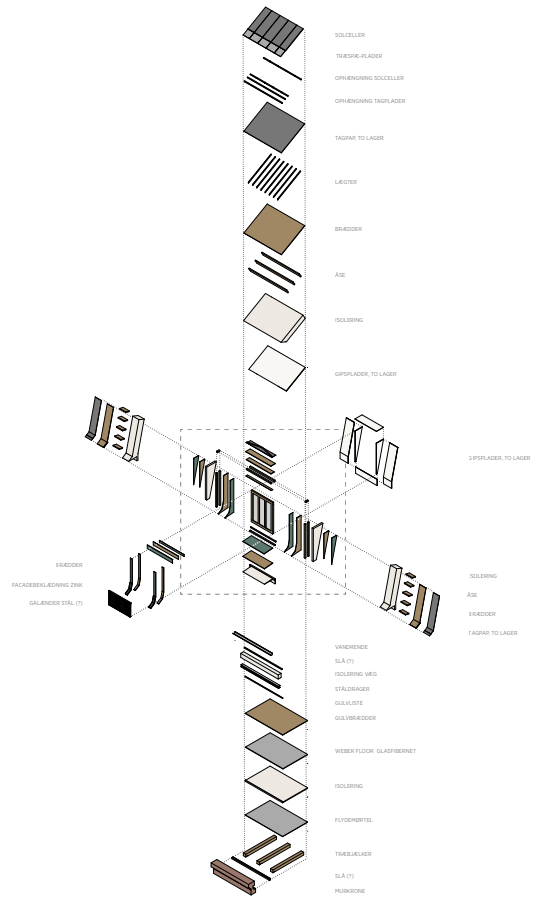 SOLCELLER
TRÆSPÆ-PLADER
OPHÆNGNING SOLCELLER
OPHÆNGNING TAGPLADER
TAGPAP, TO LAGER
LÆGTER
BRÆDDER
ÅSE
ISOLERING
GIPSPLADER, TO LAGER
GIPSPLADER, TO LAGER
BRÆDDER
FACADEBEKLÆDNING ZINK
GALÆNDER STÅL (?)
ISOLERING
ÅSE
BRÆDDER
TAGPAP, TO LAGER
VANDRENDE
SLÅ (?)
ISOLERING VÆG
STÅLDRAGER
GULVLISTE
GULVBRÆDDER
WEBER FLOOR GLASFIBERNET
ISOLERING
FLYDEMØRTEL
TRÆBJÆLKER
SLÅ (?)
MURKRONE